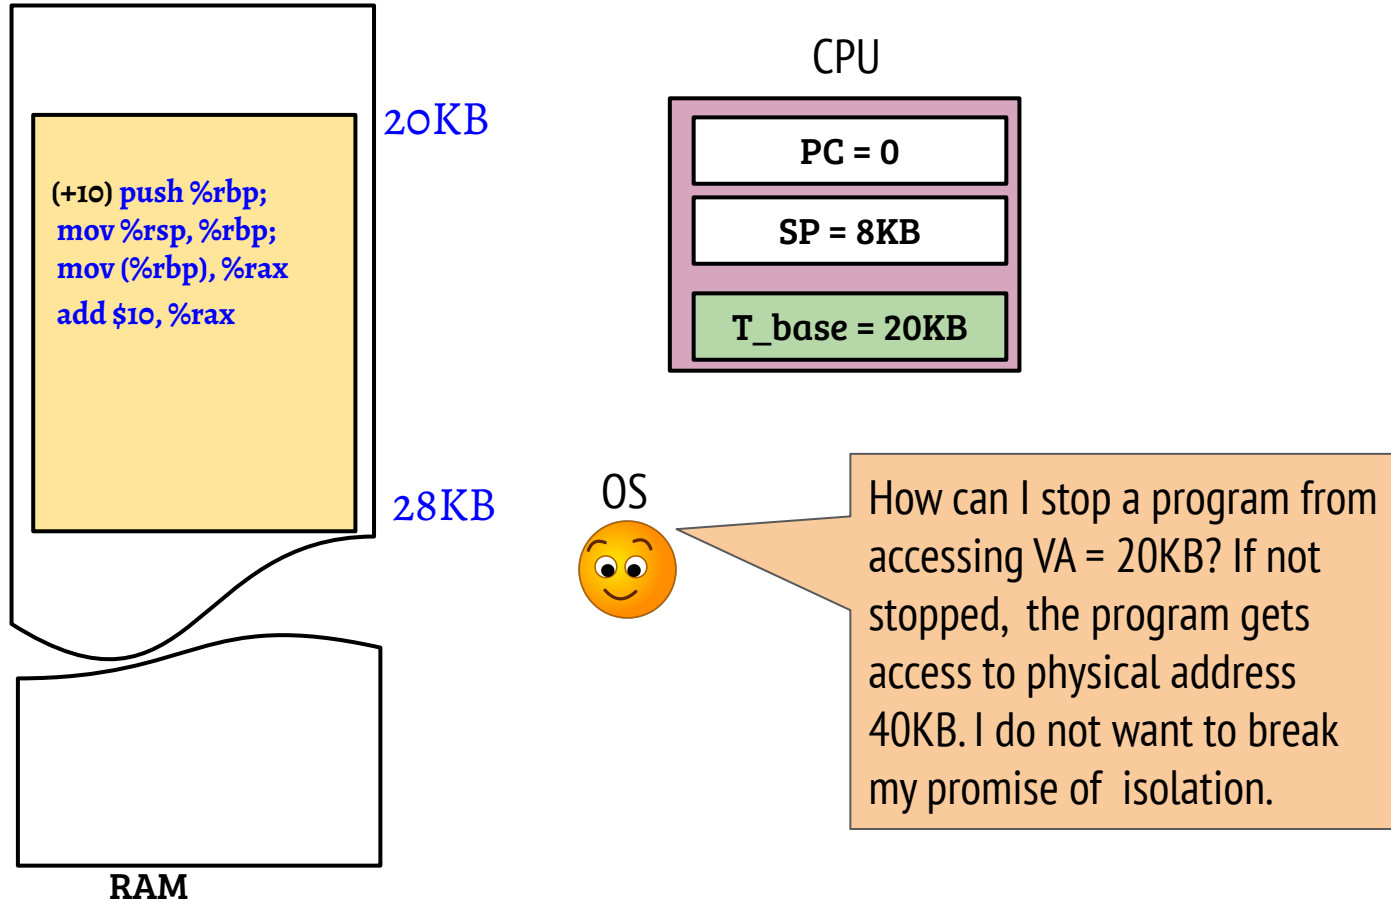 20KB
(+10) push %rbp;
mov %rsp, %rbp;
mov (%rbp), %rax
add $10, %rax
28KB
RAM
CPU
PC = 0
SP = 8KB
T_base = 20KB
OS
How can I stop a program from
accessing VA = 20KB? If not
stopped, the program gets
access to physical address
40KB. I do not want to break
my promise of isolation.